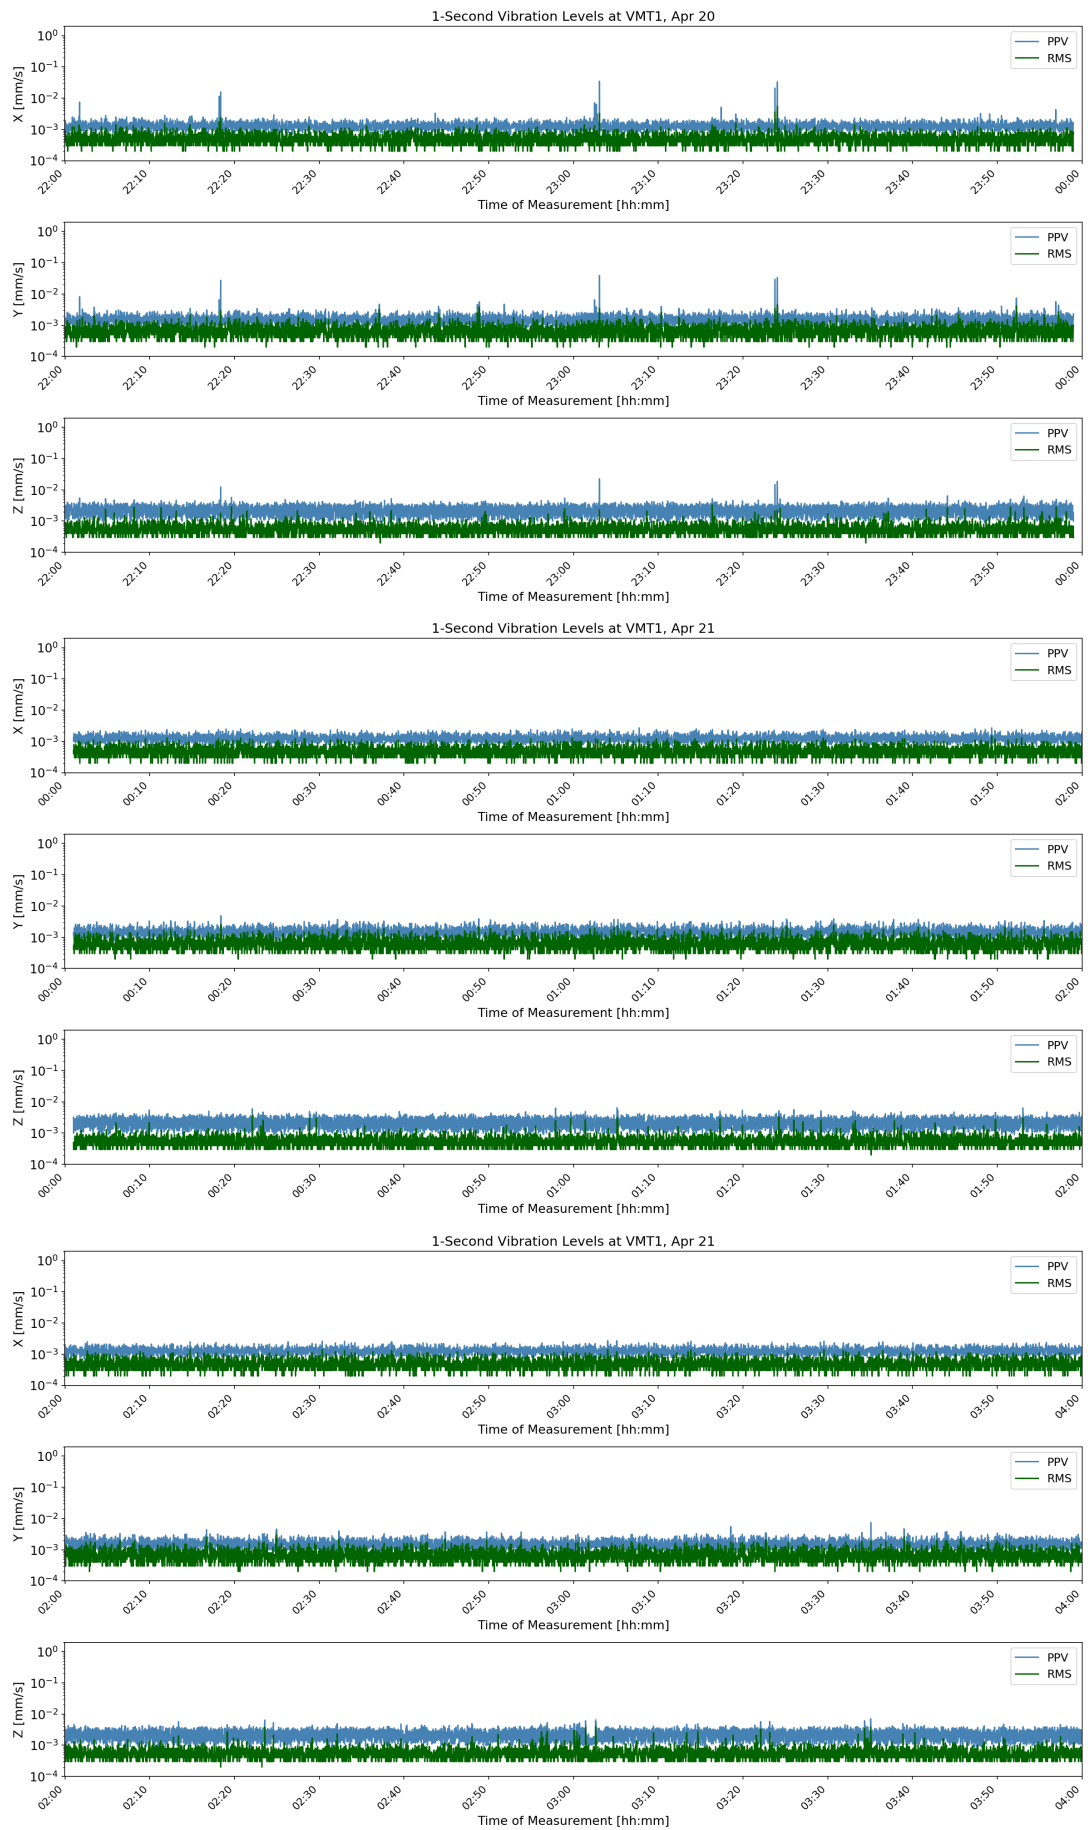 1-Second Vibration Levels at VMT1, Apr 20
X [mm/s]
10⁰
10⁻¹
10⁻²
10⁻³
10⁻⁴
PPV
RMS
22:00 22:10 22:20 22:30 22:40 22:50 23:00 23:10 23:20 23:30 23:40 23:50 00:00
Time of Measurement [hh:mm]
Y [mm/s]
10⁰
10⁻¹
10⁻²
10⁻³
10⁻⁴
PPV
RMS
22:00 22:10 22:20 22:30 22:40 22:50 23:00 23:10 23:20 23:30 23:40 23:50 00:00
Time of Measurement [hh:mm]
Z [mm/s]
10⁰
10⁻¹
10⁻²
10⁻³
10⁻⁴
PPV
RMS
22:00 22:10 22:20 22:30 22:40 22:50 23:00 23:10 23:20 23:30 23:40 23:50 00:00
Time of Measurement [hh:mm]
1-Second Vibration Levels at VMT1, Apr 21
X [mm/s]
10⁰
10⁻¹
10⁻²
10⁻³
10⁻⁴
PPV
RMS
00:00 00:10 00:20 00:30 00:40 00:50 01:00 01:10 01:20 01:30 01:40 01:50 02:00
Time of Measurement [hh:mm]
Y [mm/s]
10⁰
10⁻¹
10⁻²
10⁻³
10⁻⁴
PPV
RMS
00:00 00:10 00:20 00:30 00:40 00:50 01:00 01:10 01:20 01:30 01:40 01:50 02:00
Time of Measurement [hh:mm]
Z [mm/s]
10⁰
10⁻¹
10⁻²
10⁻³
10⁻⁴
PPV
RMS
00:00 00:10 00:20 00:30 00:40 00:50 01:00 01:10 01:20 01:30 01:40 01:50 02:00
Time of Measurement [hh:mm]
1-Second Vibration Levels at VMT1, Apr 21
X [mm/s]
10⁰
10⁻¹
10⁻²
10⁻³
10⁻⁴
PPV
RMS
02:00 02:10 02:20 02:30 02:40 02:50 03:00 03:10 03:20 03:30 03:40 03:50 04:00
Time of Measurement [hh:mm]
Y [mm/s]
10⁰
10⁻¹
10⁻²
10⁻³
10⁻⁴
PPV
RMS
02:00 02:10 02:20 02:30 02:40 02:50 03:00 03:10 03:20 03:30 03:40 03:50 04:00
Time of Measurement [hh:mm]
Z [mm/s]
10⁰
10⁻¹
10⁻²
10⁻³
10⁻⁴
PPV
RMS
02:00 02:10 02:20 02:30 02:40 02:50 03:00 03:10 03:20 03:30 03:40 03:50 04:00
Time of Measurement [hh:mm]